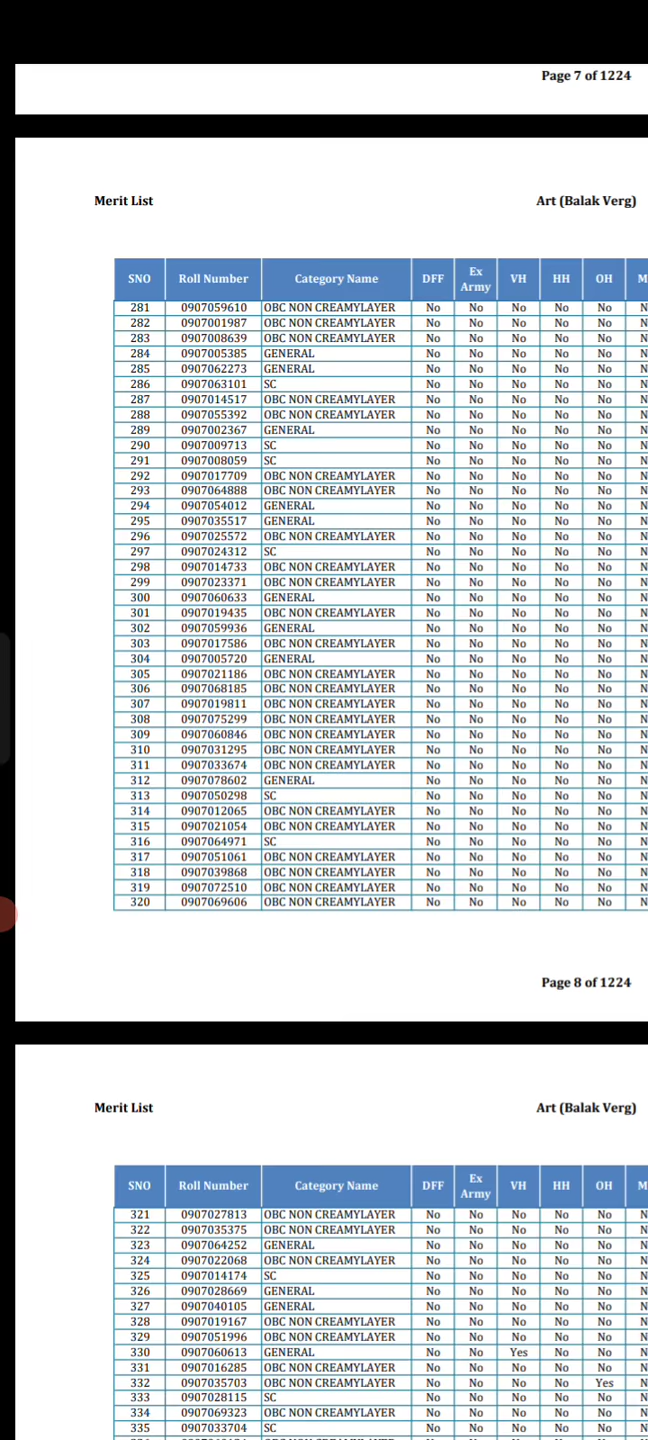 Page 7 of 1224
Merit List Art (Balak Verg)
SNO Roll Number Category Name DFF Ex Army VH HH OH M
281 0907059610 OBC NON CREAMYLAYER No No No No No N
282 0907001987 OBC NON CREAMYLAYER No No No No No N
283 0907008639 OBC NON CREAMYLAYER No No No No No N
284 0907005385 GENERAL No No No No No N
285 0907062273 GENERAL No No No No No N
286 0907063101 SC No No No No No N
287 0907014517 OBC NON CREAMYLAYER No No No No No N
288 0907055392 OBC NON CREAMYLAYER No No No No No N
289 0907002367 GENERAL No No No No No N
290 0907009713 SC No No No No No N
291 0907008059 SC No No No No No N
292 0907017709 OBC NON CREAMYLAYER No No No No No N
293 0907064888 OBC NON CREAMYLAYER No No No No No N
294 0907054012 GENERAL No No No No No N
295 0907035517 GENERAL No No No No No N
296 0907025572 OBC NON CREAMYLAYER No No No No No N
297 0907024312 SC No No No No No N
298 0907014733 OBC NON CREAMYLAYER No No No No No N
299 0907023371 OBC NON CREAMYLAYER No No No No No N
300 0907060633 GENERAL No No No No No N
301 0907019435 OBC NON CREAMYLAYER No No No No No N
302 0907059936 GENERAL No No No No No N
303 0907017586 OBC NON CREAMYLAYER No No No No No N
304 0907005720 GENERAL No No No No No N
305 0907021186 OBC NON CREAMYLAYER No No No No No N
306 0907068185 OBC NON CREAMYLAYER No No No No No N
307 0907019811 OBC NON CREAMYLAYER No No No No No N
308 0907075299 OBC NON CREAMYLAYER No No No No No N
309 0907060846 OBC NON CREAMYLAYER No No No No No N
310 0907031295 OBC NON CREAMYLAYER No No No No No N
311 0907033674 OBC NON CREAMYLAYER No No No No No N
312 0907078602 GENERAL No No No No No N
313 0907050298 SC No No No No No N
314 0907012065 OBC NON CREAMYLAYER No No No No No N
315 0907021054 OBC NON CREAMYLAYER No No No No No N
316 0907064971 SC No No No No No N
317 0907051061 OBC NON CREAMYLAYER No No No No No N
318 0907039868 OBC NON CREAMYLAYER No No No No No N
319 0907072510 OBC NON CREAMYLAYER No No No No No N
320 0907069606 OBC NON CREAMYLAYER No No No No No N
Page 8 of 1224
Merit List Art (Balak Verg)
SNO Roll Number Category Name DFF Ex Army VH HH OH M
321 0907027813 OBC NON CREAMYLAYER No No No No No N
322 0907035375 OBC NON CREAMYLAYER No No No No No N
323 0907064252 GENERAL No No No No No N
324 0907022068 OBC NON CREAMYLAYER No No No No No N
325 0907014174 SC No No No No No N
326 0907028669 GENERAL No No No No No N
327 0907040105 GENERAL No No No No No N
328 0907019167 OBC NON CREAMYLAYER No No No No No N
329 0907051996 OBC NON CREAMYLAYER No No No No No N
330 0907060613 GENERAL No No Yes No No N
331 0907016285 OBC NON CREAMYLAYER No No No No No N
332 0907035703 OBC NON CREAMYLAYER No No No No Yes N
333 0907028115 SC No No No No No N
334 0907069323 OBC NON CREAMYLAYER No No No No No N
335 0907033704 SC No No No No No N